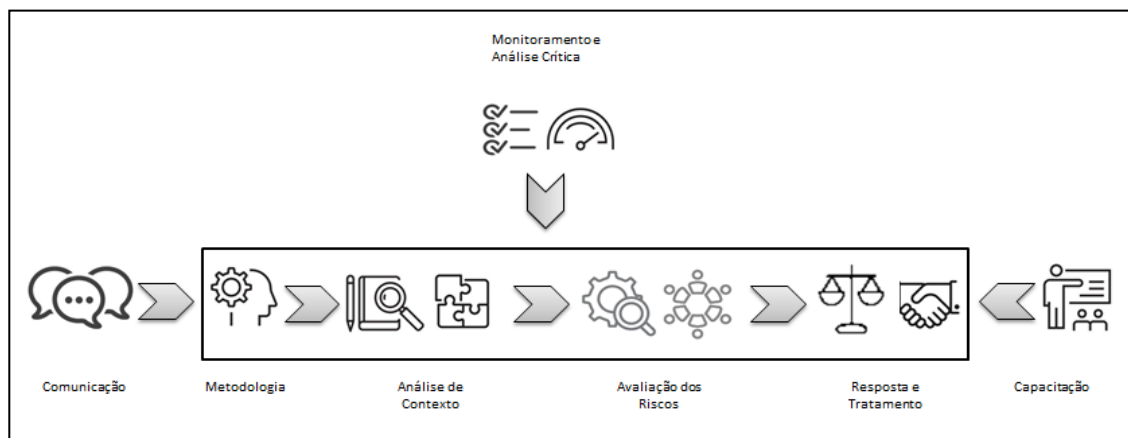 Monitoramento e
Análise Crítica
Comunicação
Metodologia
Análise de
Contexto
Avaliação dos
Riscos
Resposta e
Tratamento
Capacitação